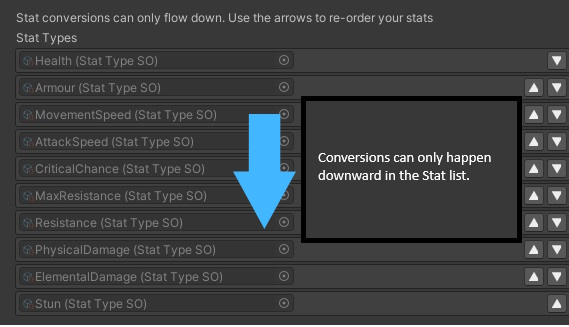 Stat conversions can only flow down. Use the arrows to re-order your stats
Stat Types
Health (Stat Type SO)
Armour (Stat Type SO)
MovementSpeed (Stat Type SO)
AttackSpeed (Stat Type SO)
CriticalChance (Stat Type SO)
Conversions can only happen
downward in the Stat list.
MaxResistance (Stat Type SO)
Resistance (Stat Type SO)
PhysicalDamage (Stat Type SO)
ElementalDamage (Stat Type SO)
Stun (Stat Type SO)